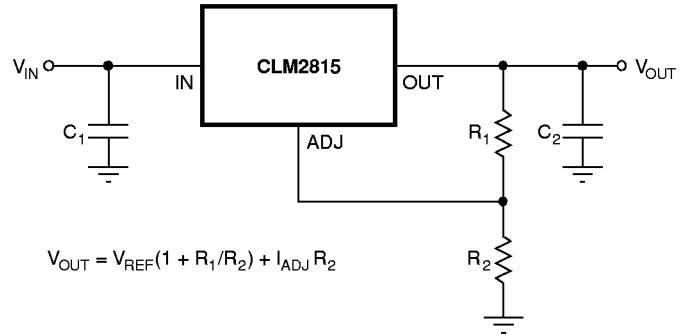 V_IN
IN
CLM2815
OUT
V_OUT
C_1
ADJ
R_1
C_2
V_OUT = V_REF(1 + R_1/R_2) + I_ADJ R_2
R_2